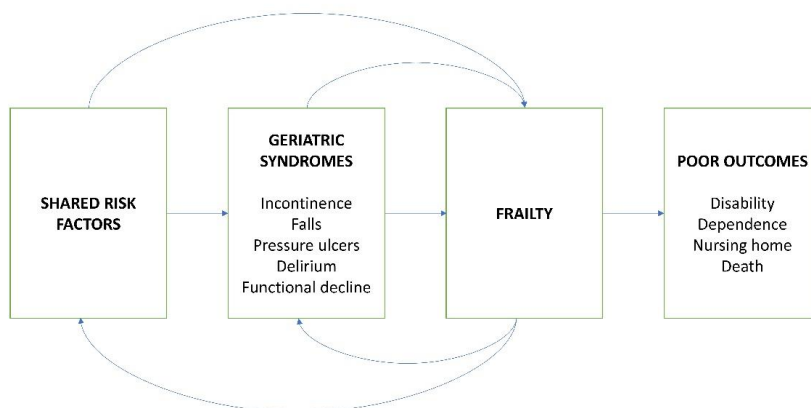 SHARED RISK
FACTORS
GERIATRIC
SYNDROMES
Incontinence
Falls
Pressure ulcers
Delirium
Functional decline
FRAILTY
POOR OUTCOMES
Disability
Dependence
Nursing home
Death